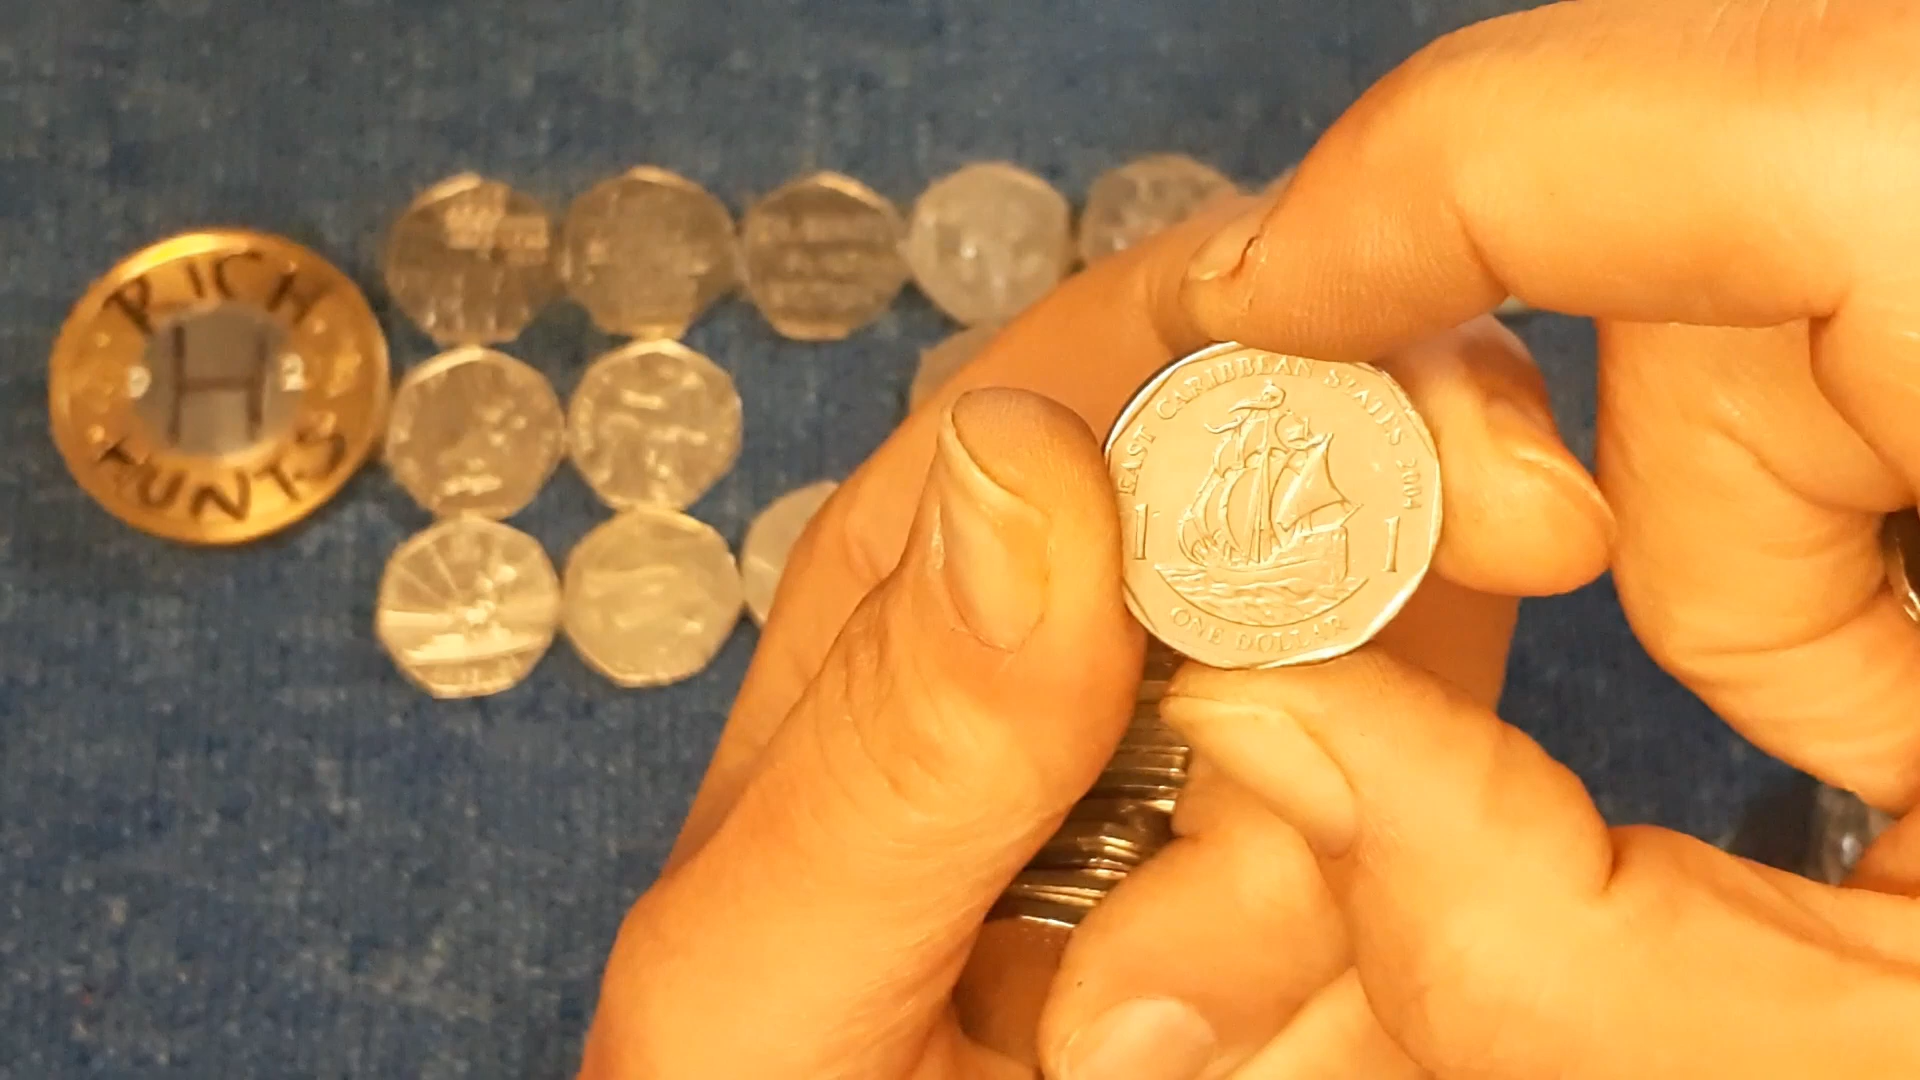 RICH
H
HUNTS
EAST CARIBBEAN STATES 2004
1 1
ONE DOLLAR